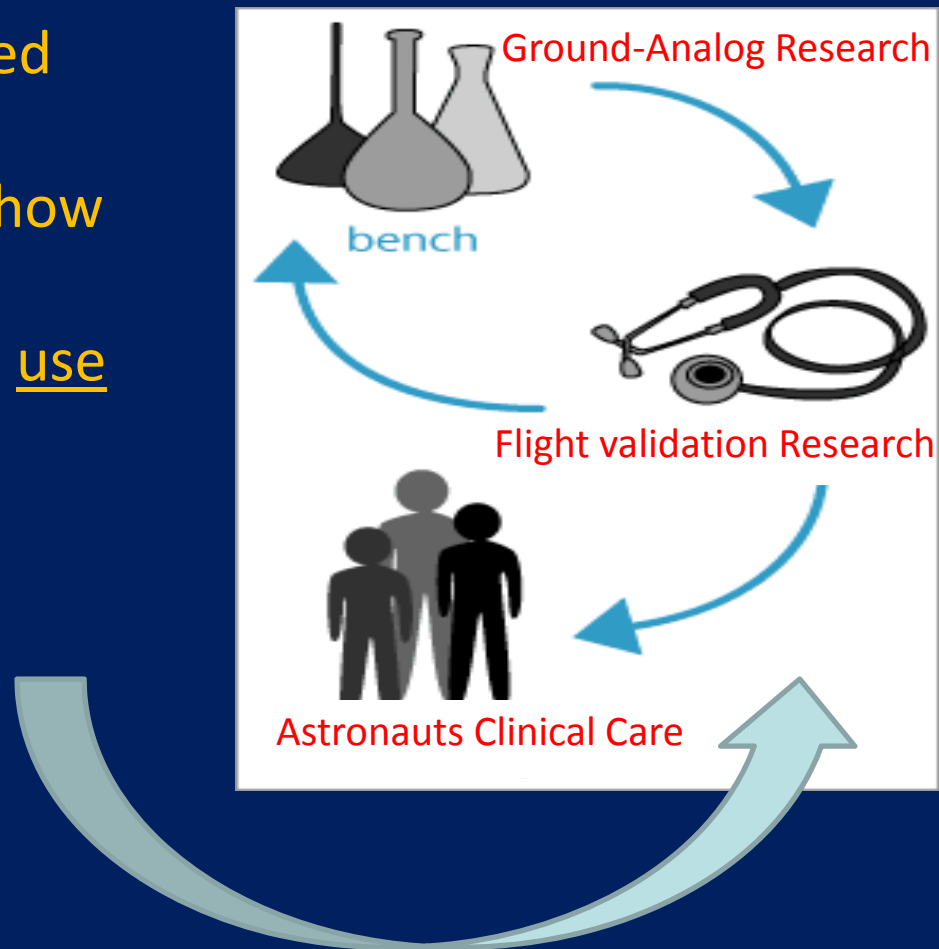 ed
how
use
Ground-Analog Research
bench
Flight validation Research
Astronauts Clinical Care